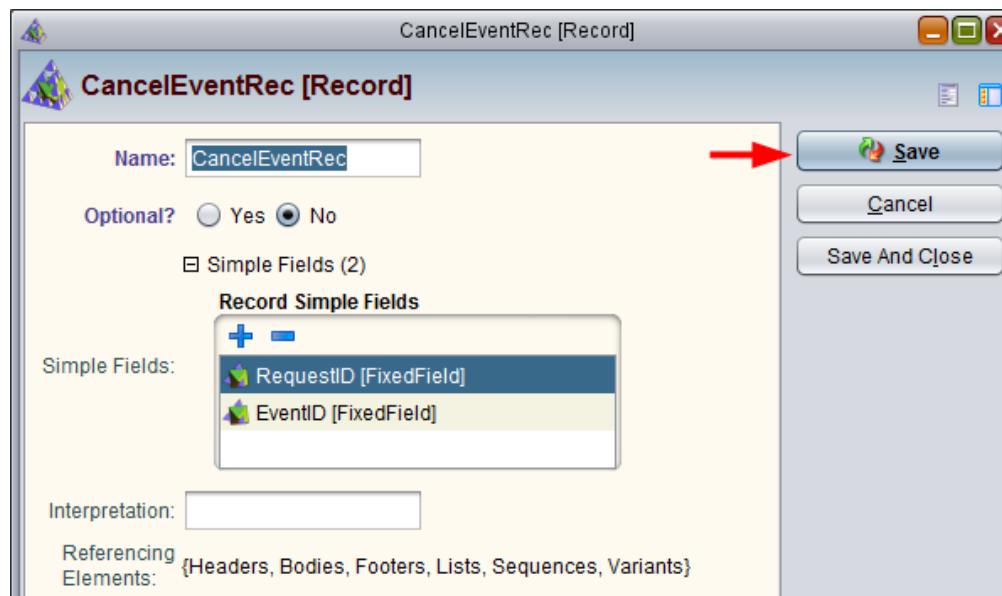 CancelEventRec [Record]
CancelEventRec [Record]
Name: CancelEventRec
Save
Optional? Yes No
Cancel
Simple Fields (2)
Save And Close
Record Simple Fields
Simple Fields:
RequestID [FixedField]
EventID [FixedField]
Interpretation:
Referencing
Elements: {Headers, Bodies, Footers, Lists, Sequences, Variants}